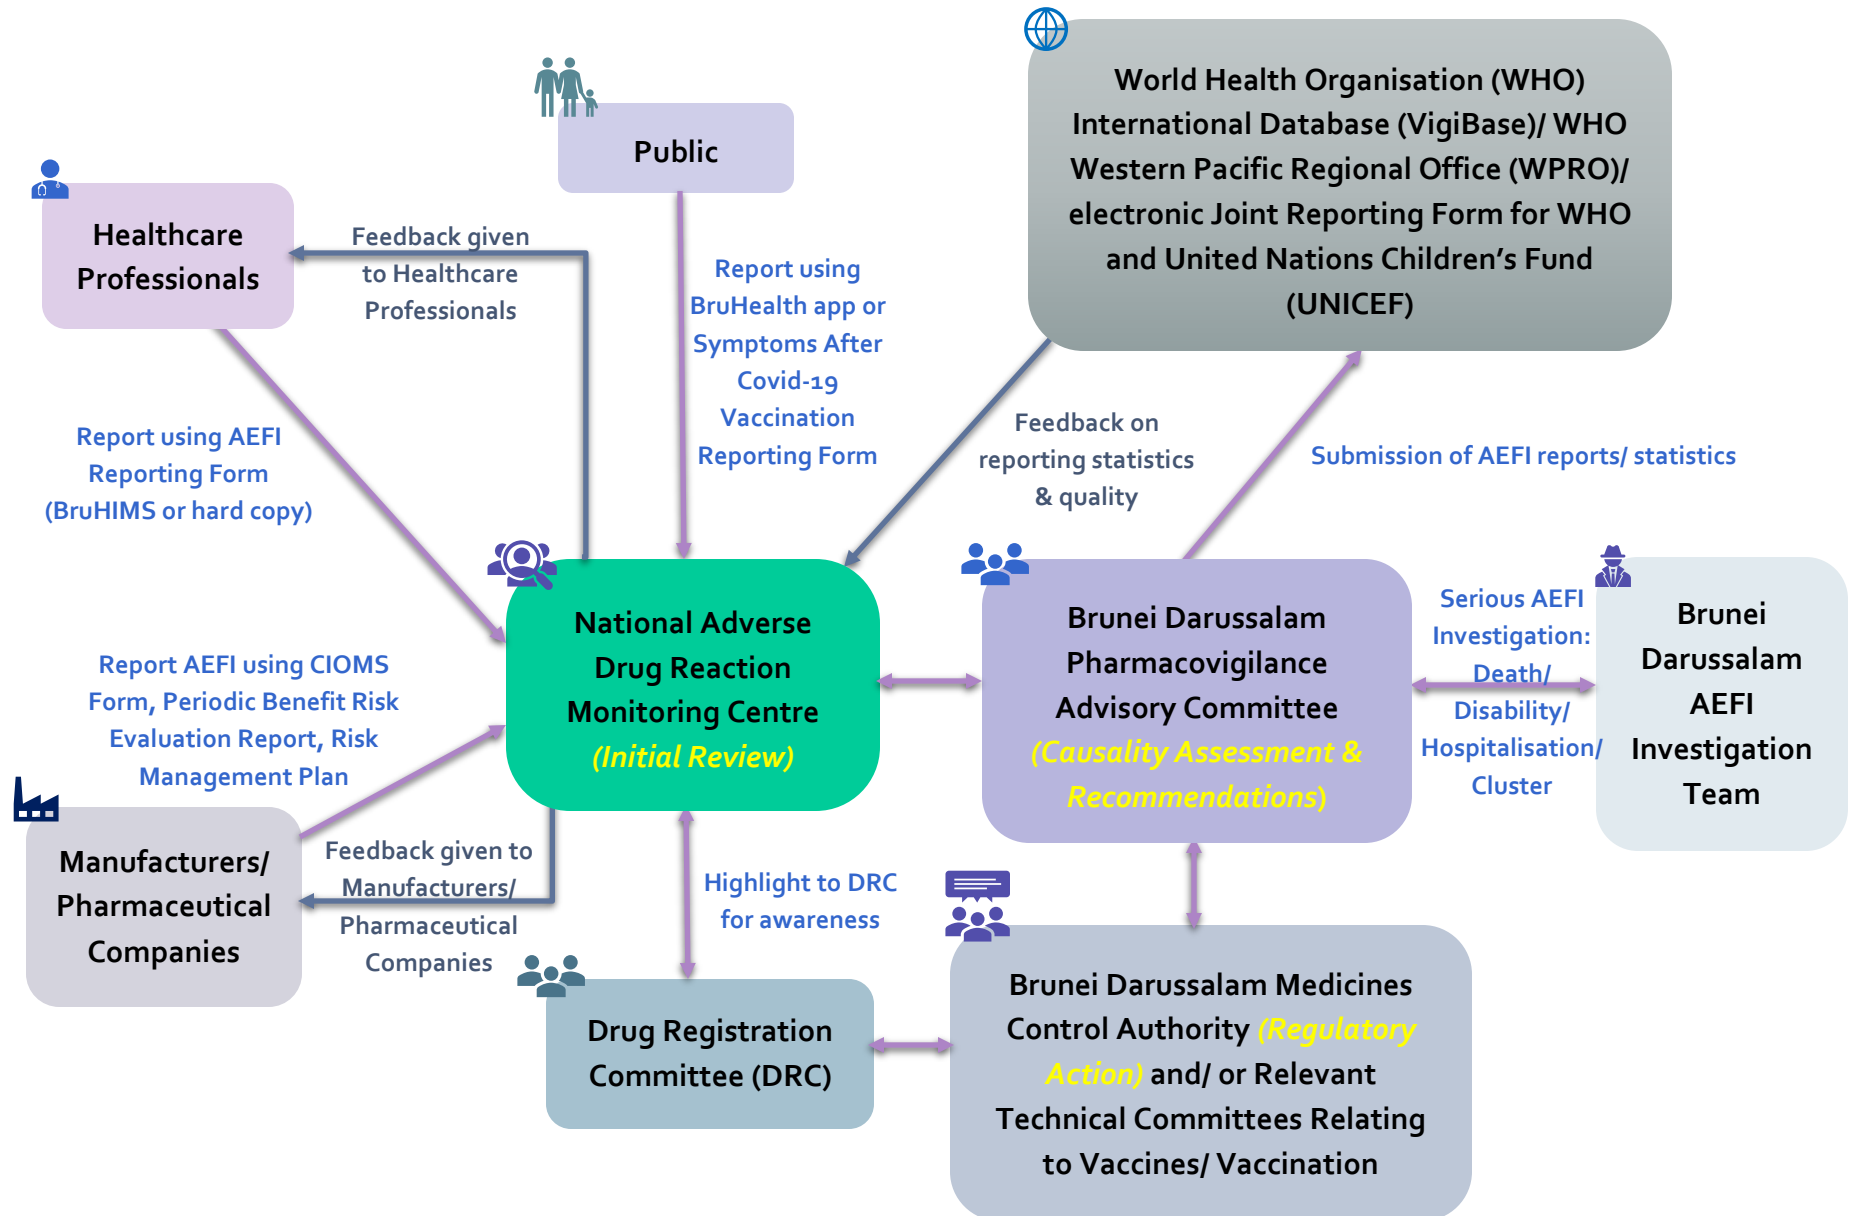 World Health Organisation (WHO)
International Database (VigiBase)/ WHO
Western Pacific Regional Office (WPRO)/
electronic Joint Reporting Form for WHO
and United Nations Children's Fund
(UNICEF)
Public
Healthcare
Professionals
Feedback given
to Healthcare
Professionals
Report using
BruHealth app or
Symptoms After
Covid-19
Vaccination
Reporting Form
Feedback on
reporting statistics
& quality
Submission of AEFI reports/ statistics
Report using AEFI
Reporting Form
(BruHIMS or hard copy)
National Adverse
Drug Reaction
Monitoring Centre
(Initial Review)
Brunei Darussalam
Pharmacovigilance
Advisory Committee
(Causality Assessment &
Recommendations)
Serious AEFI
Investigation:
Death/
Disability/
Hospitalisation/
Cluster
Brunei
Darussalam
AEFI
Investigation
Team
Report AEFI using CIOMS
Form, Periodic Benefit Risk
Evaluation Report, Risk
Management Plan
Manufacturers/
Pharmaceutical
Companies
Feedback given to
Manufacturers/
Pharmaceutical
Companies
Highlight to DRC
for awareness
Drug Registration
Committee (DRC)
Brunei Darussalam Medicines
Control Authority (Regulatory
Action) and/ or Relevant
Technical Committees Relating
to Vaccines/ Vaccination